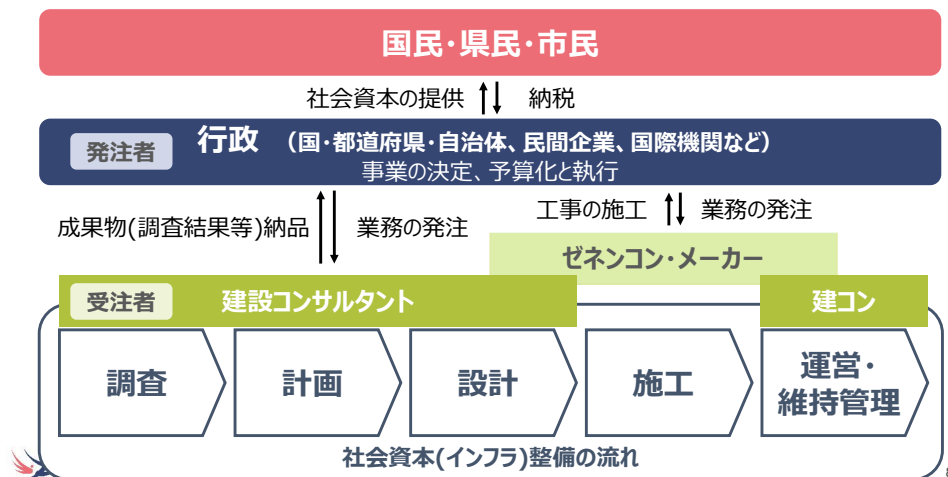 国民・県民・市民
社会資本の提供 納税
発注者 行政 （国・都道府県・自治体、民間企業、国際機関など）
事業の決定、予算化と執行
成果物(調査結果等)納品 業務の発注
工事の施工 業務の発注
ゼネンコン・メーカー
受注者 建設コンサルタント
建コン
調査
計画
設計
施工
運営・
維持管理
社会資本(インフラ)整備の流れ